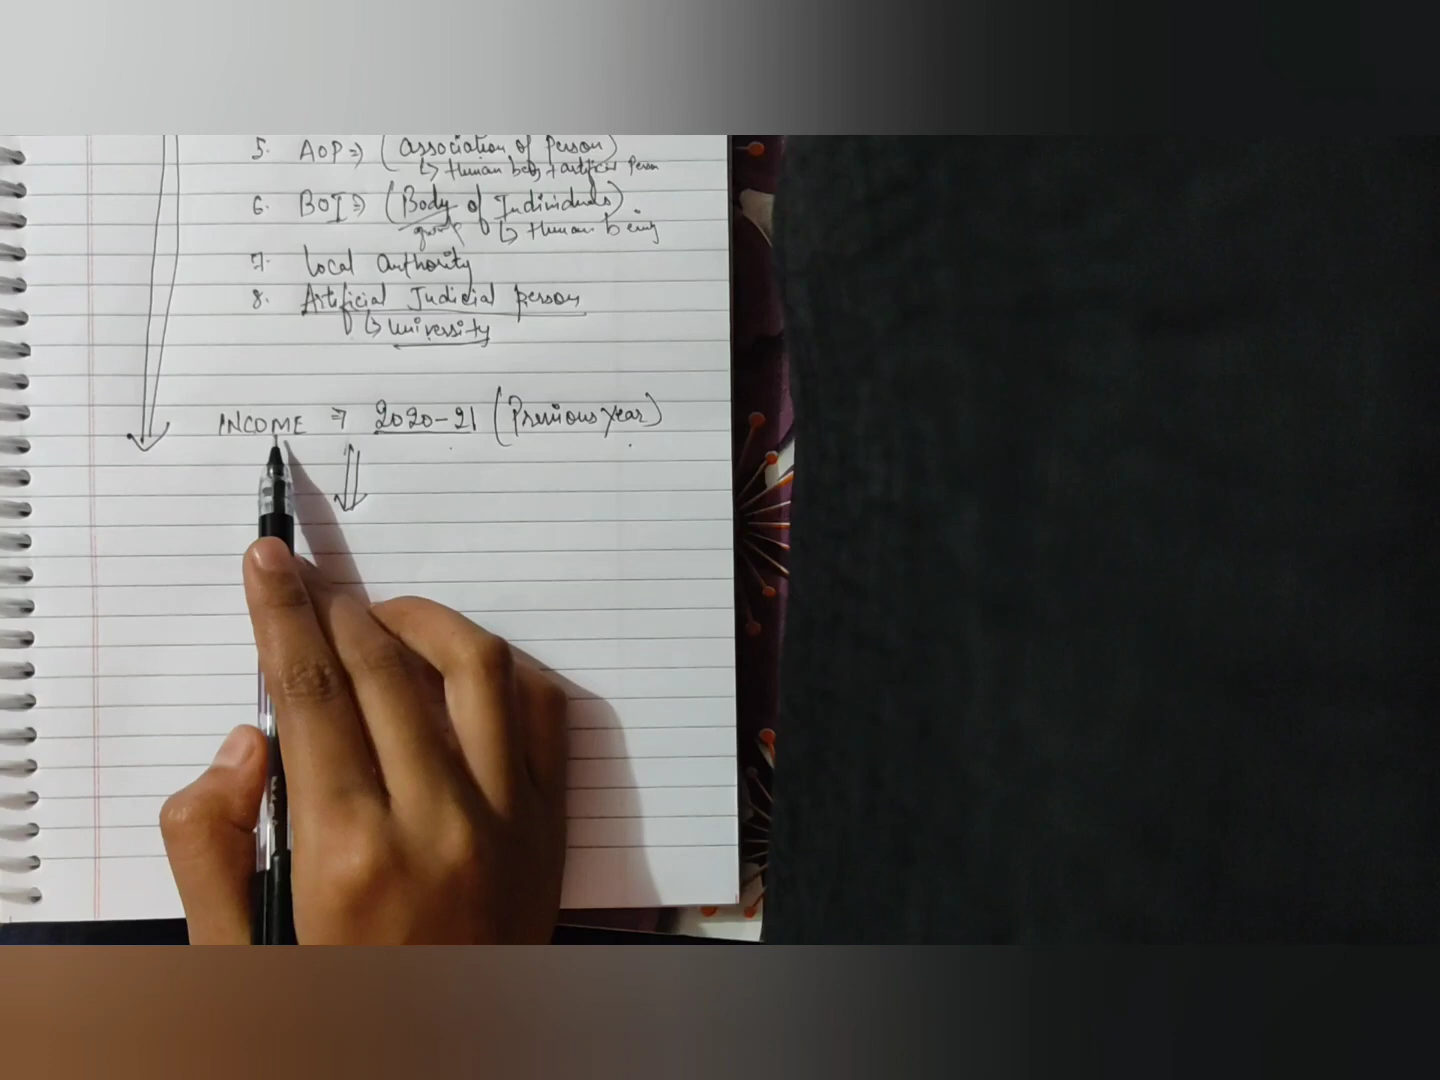 5. AOP ⇒ (Association of Person)
↳ Human being + artificial Person
6. BOI ⇒ (Body of Individuals)
↳ Human being
7. Local authority
8. Artificial Judicial person
↳ University
INCOME ⇒ 2020-21 (Previous year)